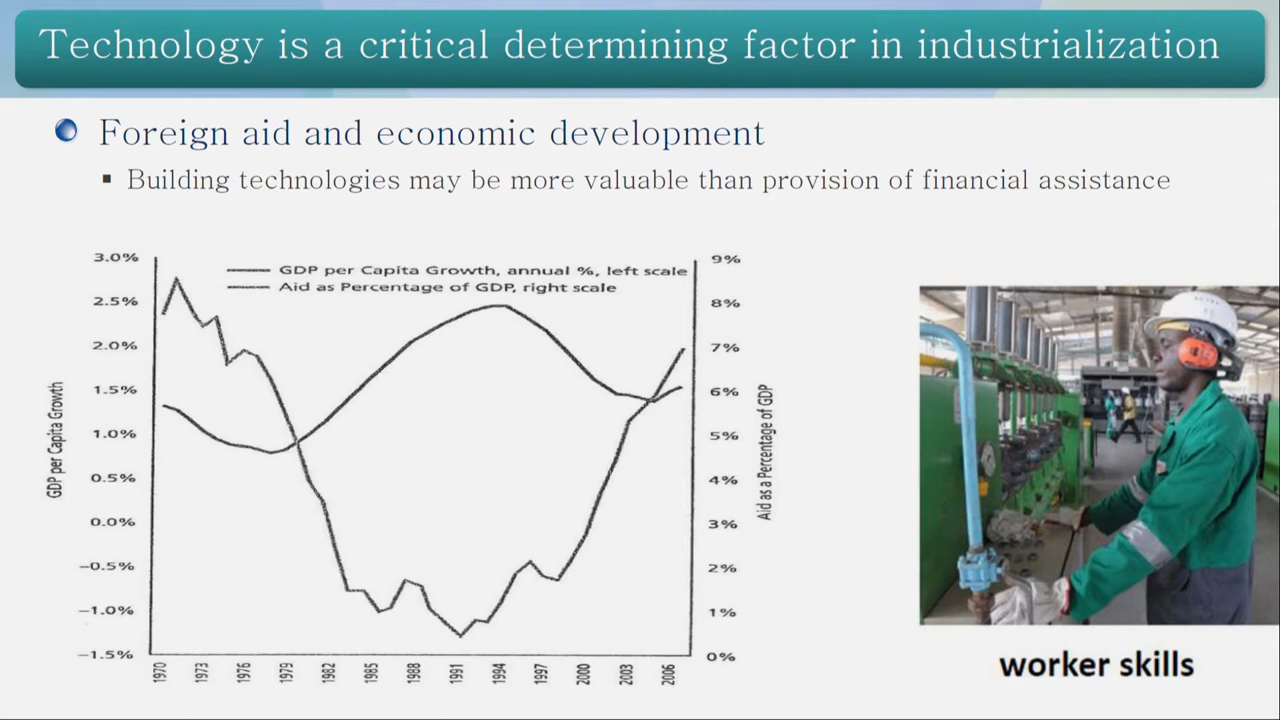 Technology is a critical determining factor in industrialization
Foreign aid and economic development
Building technologies may be more valuable than provision of financial assistance
GDP per Capita Growth, annual %, left scale
Aid as Percentage of GDP, right scale
GDP per Capita Growth
3.0%
2.5%
2.0%
1.5%
1.0%
0.5%
0.0%
−0.5%
−1.0%
−1.5%
9%
8%
7%
6%
5%
4%
3%
2%
1%
0%
Aid as a Percentage of GDP
1970 1973 1976 1979 1982 1985 1988 1991 1994 1997 2000 2003 2006
worker skills